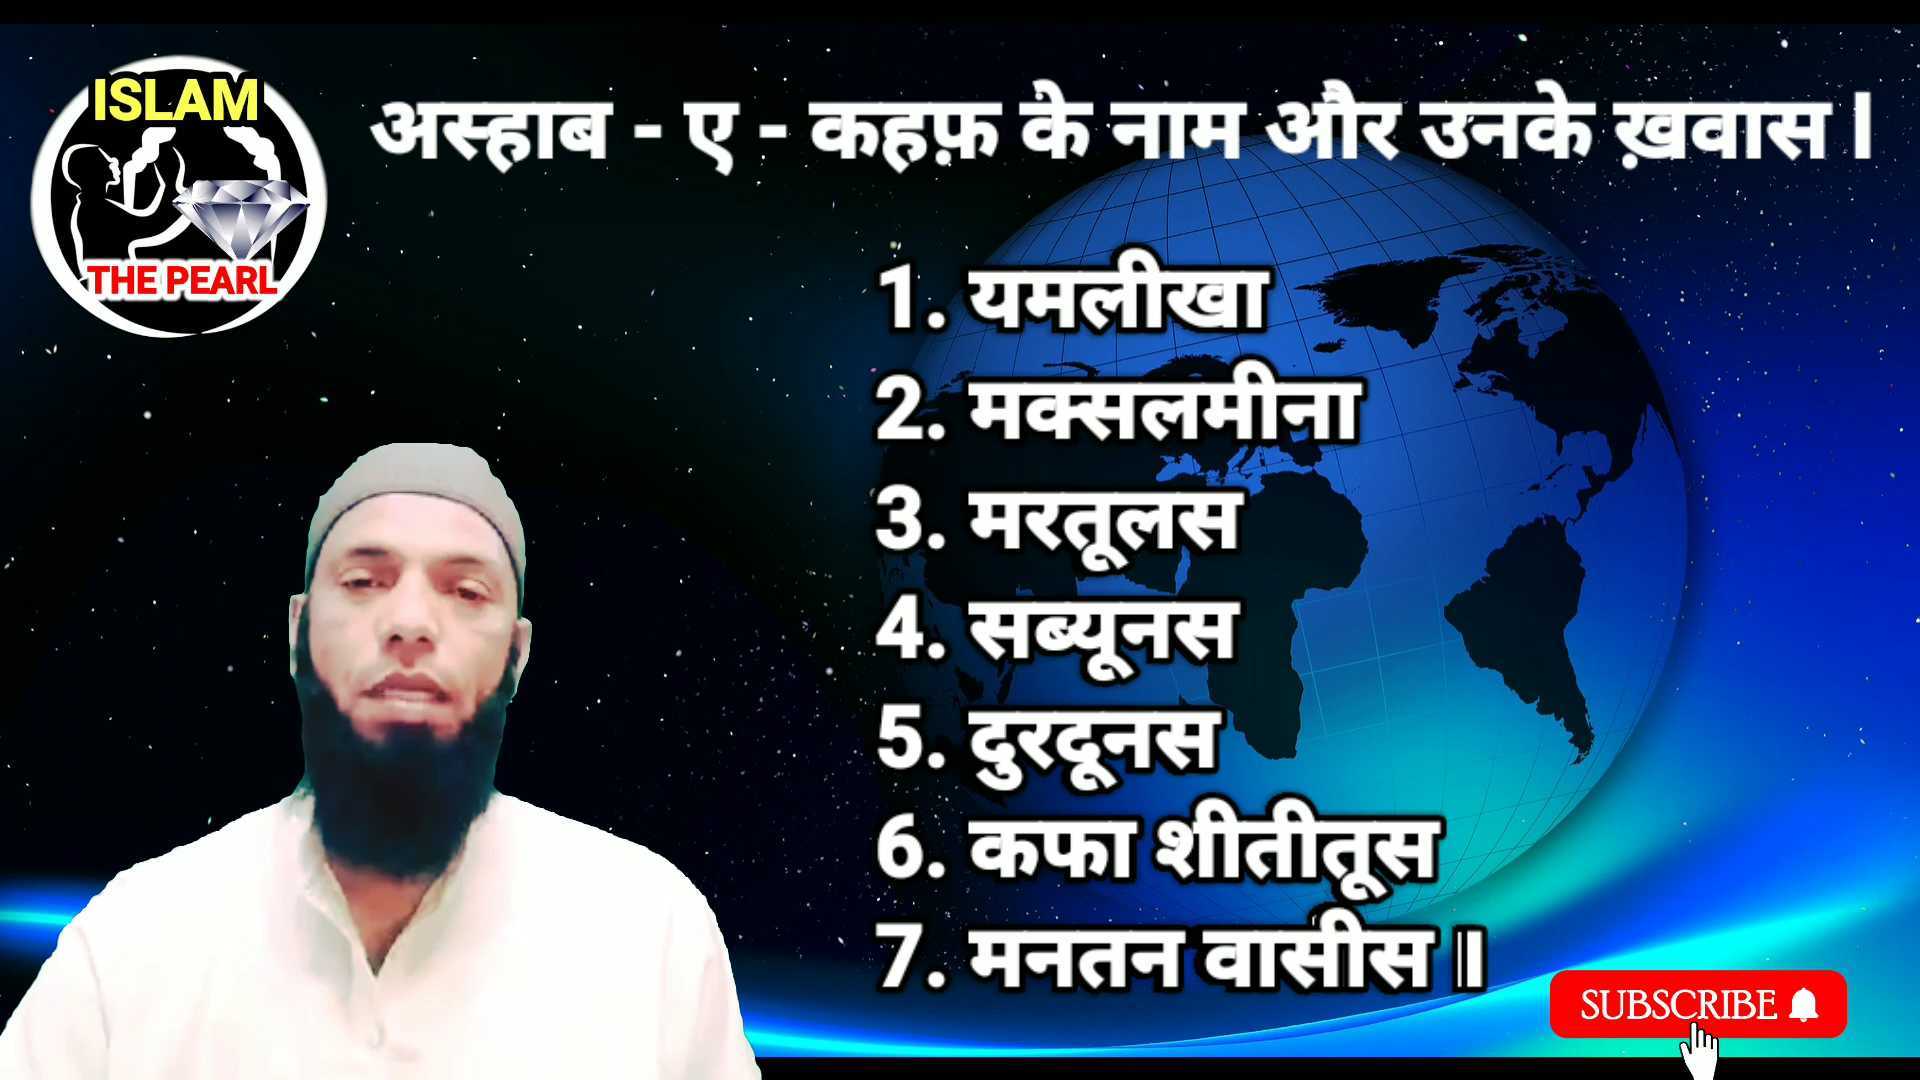 ISLAM
THE PEARL
अस्हाब - ए - कहफ़ के नाम और उनके ख़वास ।
1. यमलीखा
2. मक्सलमीना
3. मरतूलस
4. सब्यूनस
5. दुरदूनस
6. कफा शीतीतूस
7. मनतन वासीस ॥
SUBSCRIBE